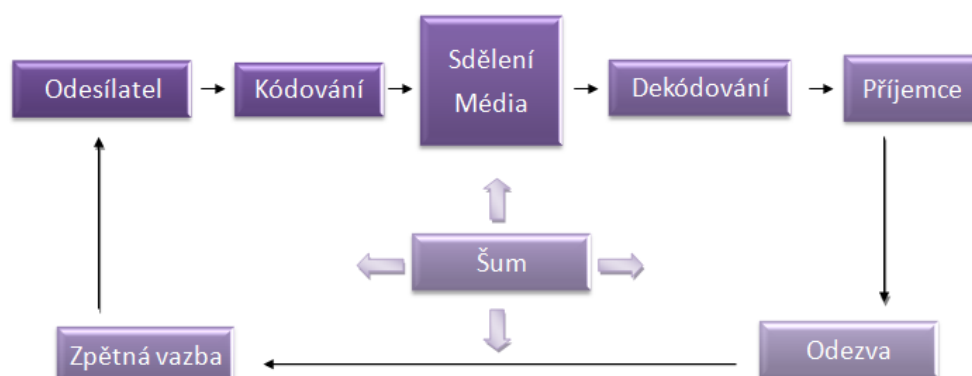 Odesílatel
Kódování
Sdělení
Média
Dekódování
Příjemce
Šum
Zpětná vazba
Odezva